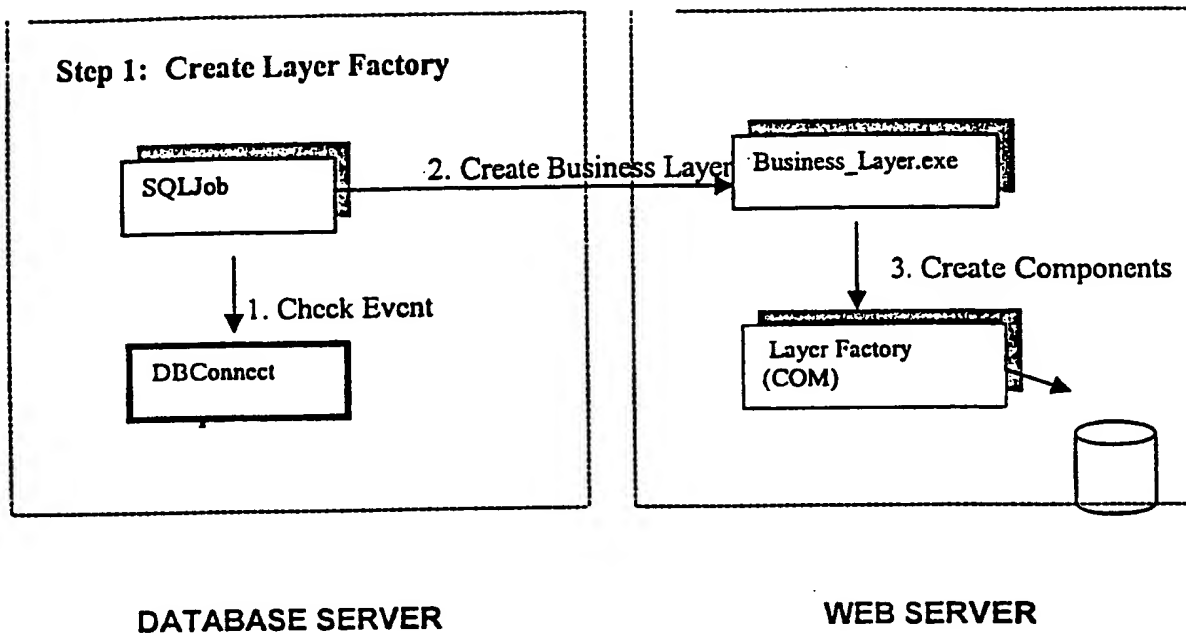 Step 1: Create Layer Factory
SQLJob
2. Create Business Layer
Business_Layer.exe
1. Check Event
3. Create Components
DBConnect
Layer Factory
(COM)
DATABASE SERVER
WEB SERVER